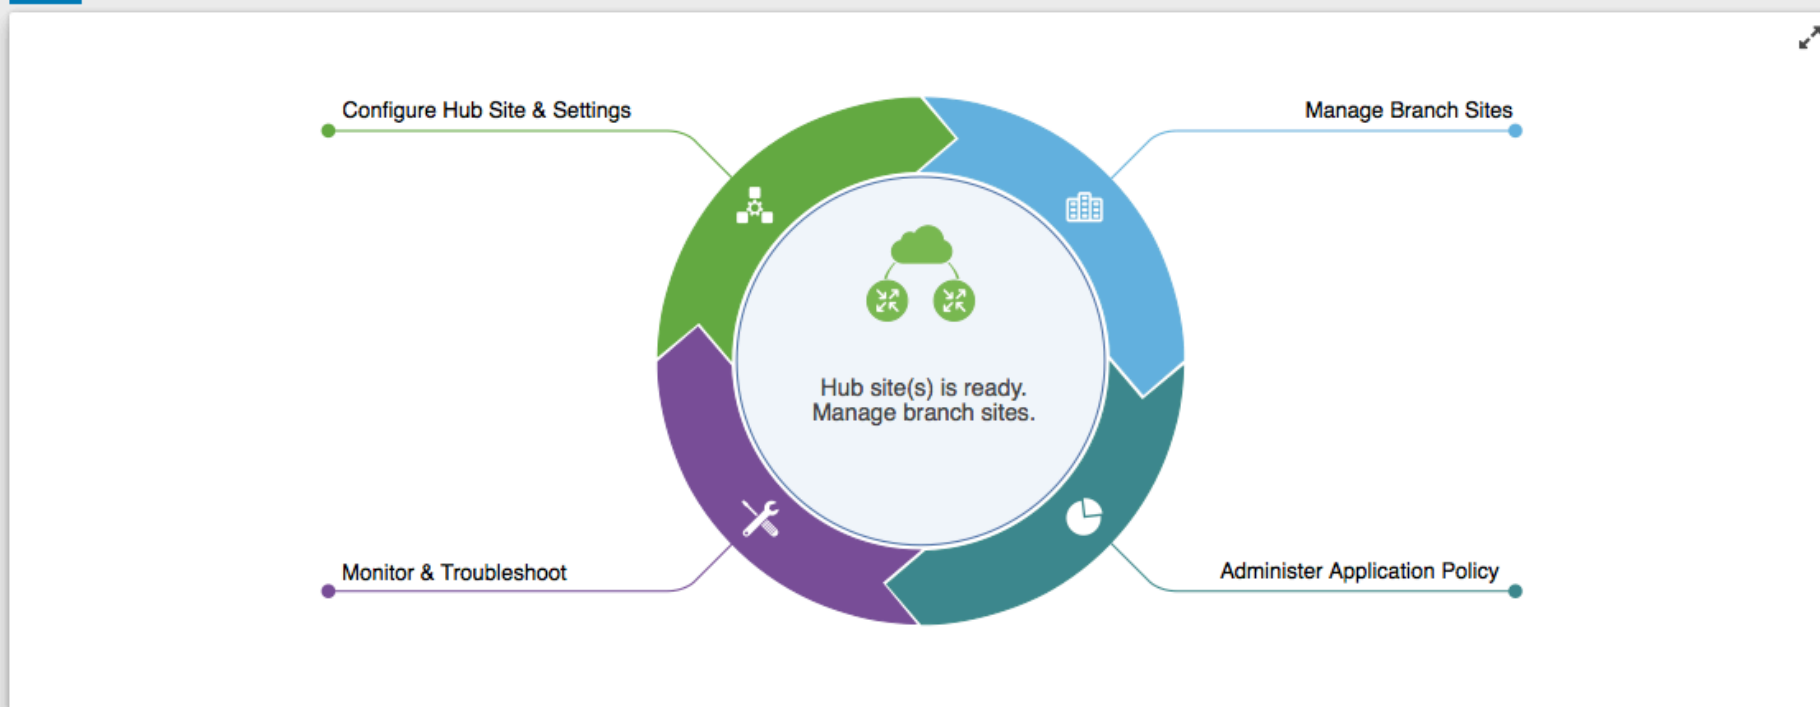 Configure Hub Site & Settings
Manage Branch Sites
Hub site(s) is ready.
Manage branch sites.
Monitor & Troubleshoot
Administer Application Policy